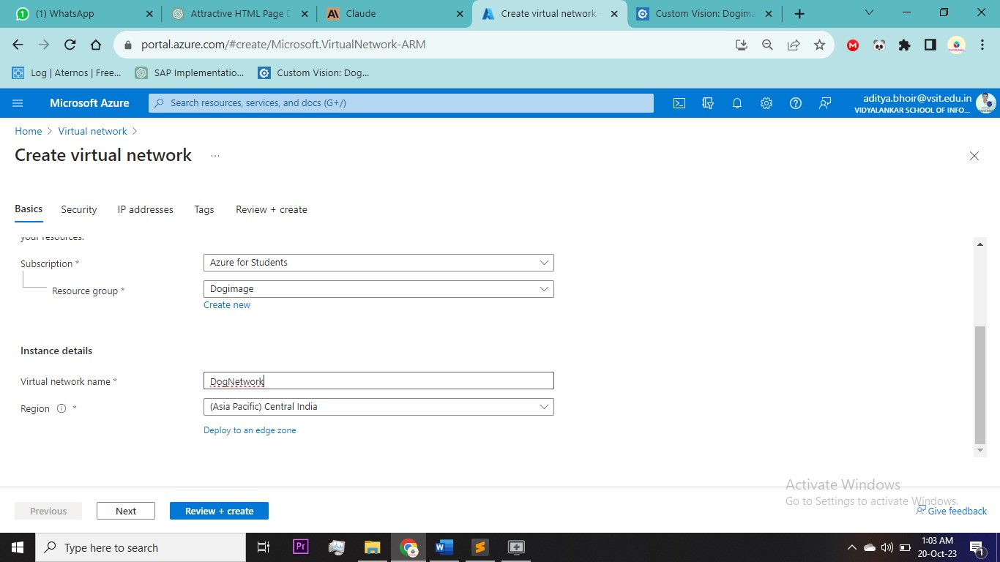 (1) WhatsApp
Attractive HTML Page D
Claude
Create virtual network
Custom Vision: Dogima
portal.azure.com/#create/Microsoft.VirtualNetwork-ARM
Log | Aternos | Free...
SAP Implementatio...
Custom Vision: Dog...
Microsoft Azure
Search resources, services, and docs (G+/)
aditya.bhoir@vsit.edu.in
VIDYALANKAR SCHOOL OF INFO...
Home > Virtual network >
Create virtual network ...
Basics
Security
IP addresses
Tags
Review + create
your resources.
Subscription *
Azure for Students
Resource group *
Dogimage
Create new
Instance details
Virtual network name *
DogNetwork
Region *
(Asia Pacific) Central India
Deploy to an edge zone
Activate Windows
Go to Settings to activate Windows.
Previous
Next
Review + create
Give feedback
Type here to search
Pr
1:03 AM
20-Oct-23
1